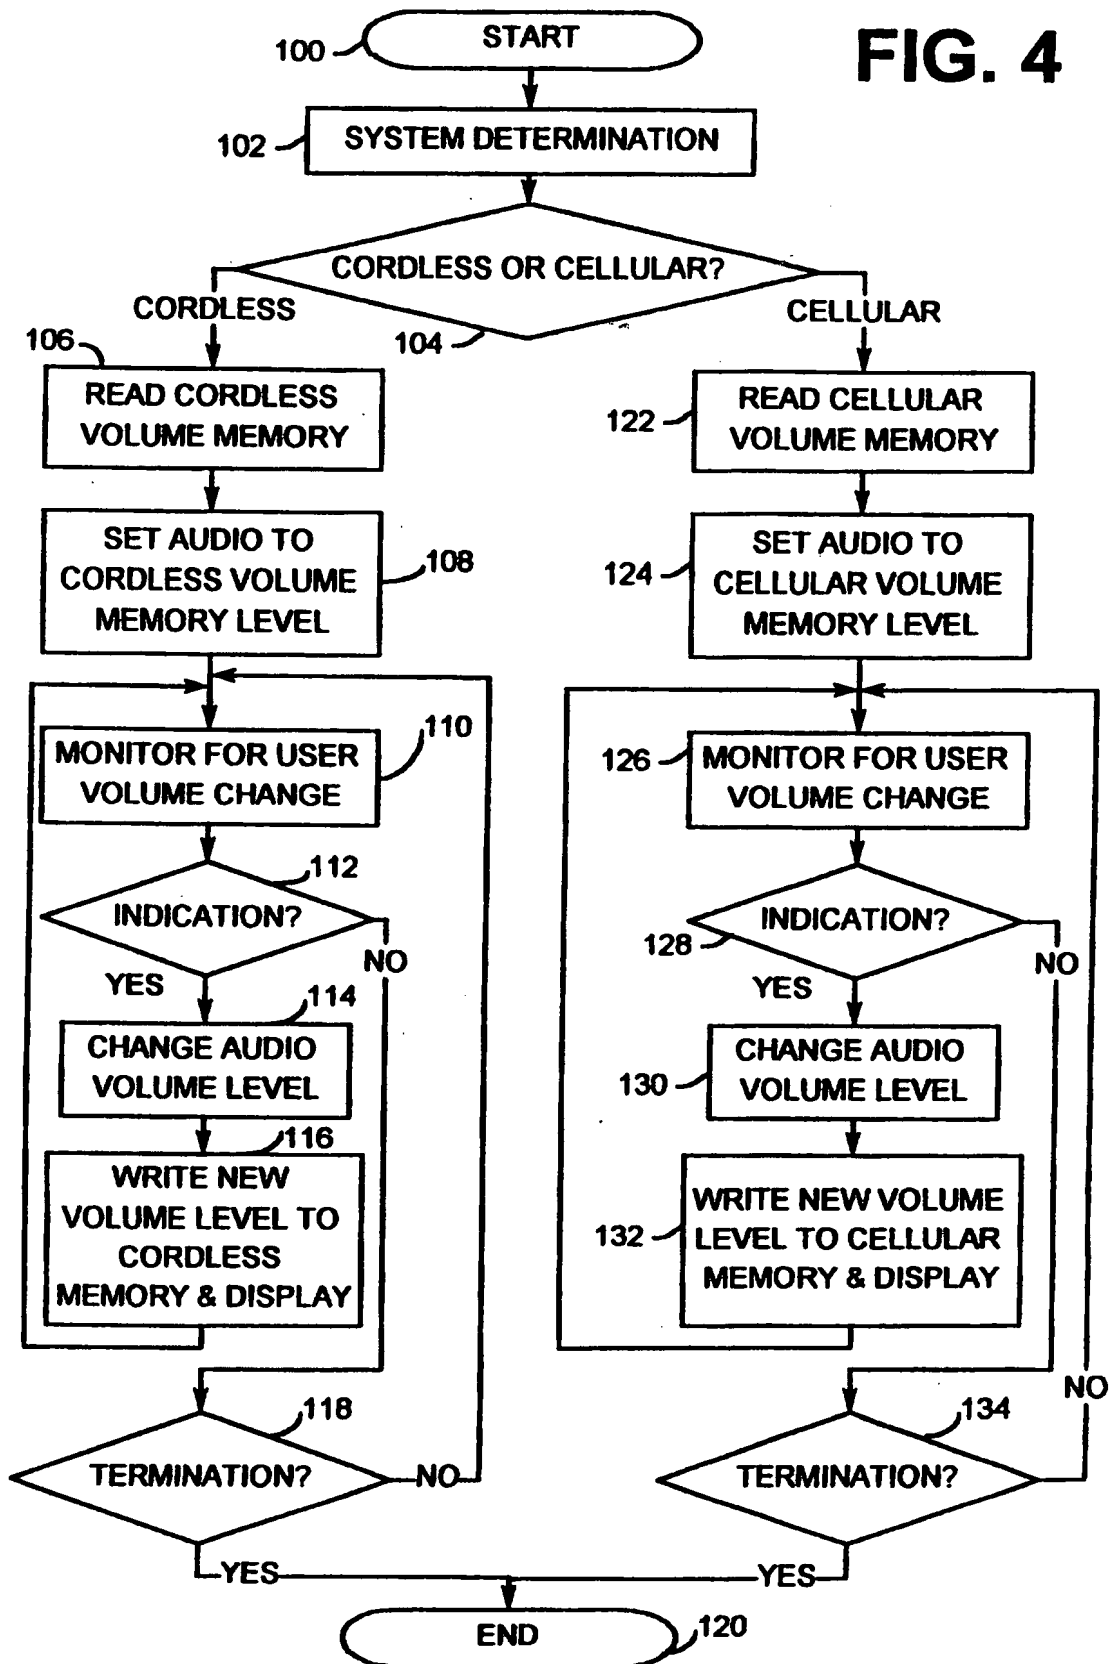 FIG. 4
START
100
SYSTEM DETERMINATION
102
CORDLESS OR CELLULAR?
104
CORDLESS
106
READ CORDLESS
VOLUME MEMORY
SET AUDIO TO
CORDLESS VOLUME
MEMORY LEVEL
108
MONITOR FOR USER
VOLUME CHANGE
110
INDICATION?
112
NO
YES
CHANGE AUDIO
VOLUME LEVEL
114
WRITE NEW
VOLUME LEVEL TO
CORDLESS
MEMORY & DISPLAY
116
TERMINATION?
118
NO
YES
CELLULAR
READ CELLULAR
VOLUME MEMORY
122
SET AUDIO TO
CELLULAR VOLUME
MEMORY LEVEL
124
MONITOR FOR USER
VOLUME CHANGE
126
INDICATION?
128
NO
YES
CHANGE AUDIO
VOLUME LEVEL
130
WRITE NEW VOLUME
LEVEL TO CELLULAR
MEMORY & DISPLAY
132
TERMINATION?
134
NO
YES
END
120